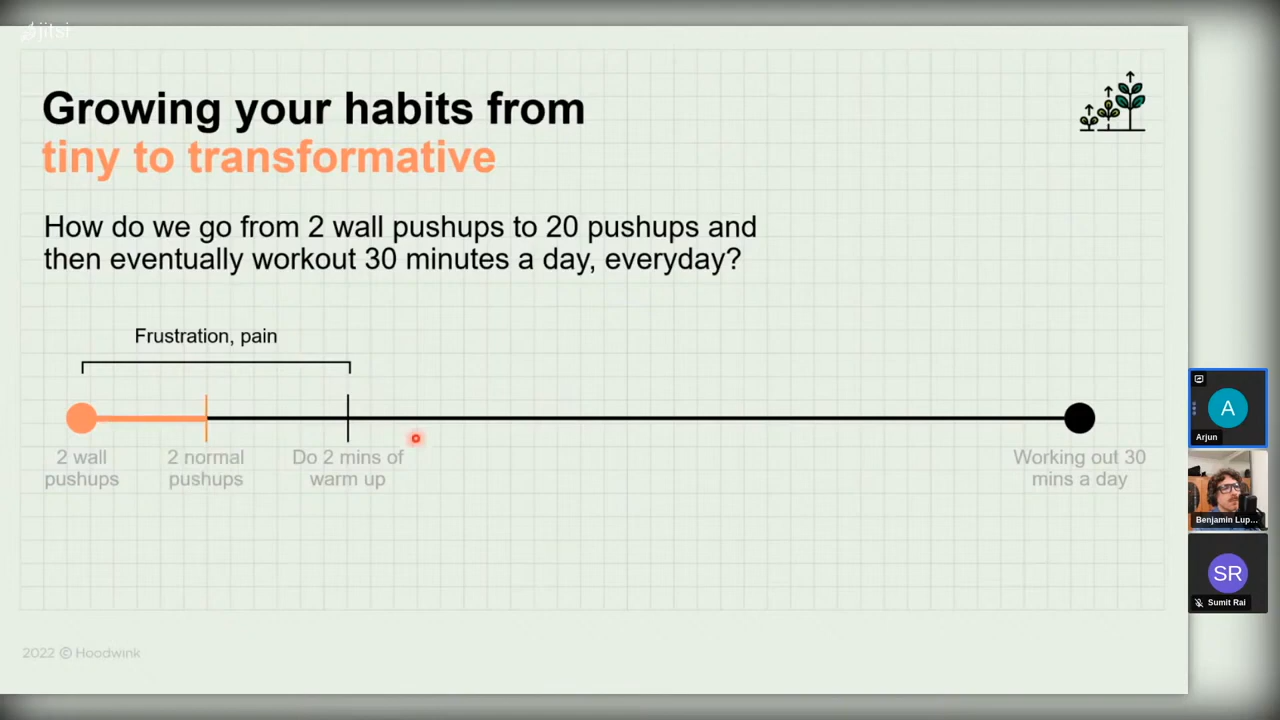 jitsi
Growing your habits from
tiny to transformative
How do we go from 2 wall pushups to 20 pushups and
then eventually workout 30 minutes a day, everyday?
Frustration, pain
2 wall
pushups
2 normal
pushups
Do 2 mins of
warm up
Working out 30
mins a day
A
Arjun
Benjamin Lup...
SR
Sumit Rai
2022 © Hoodwink